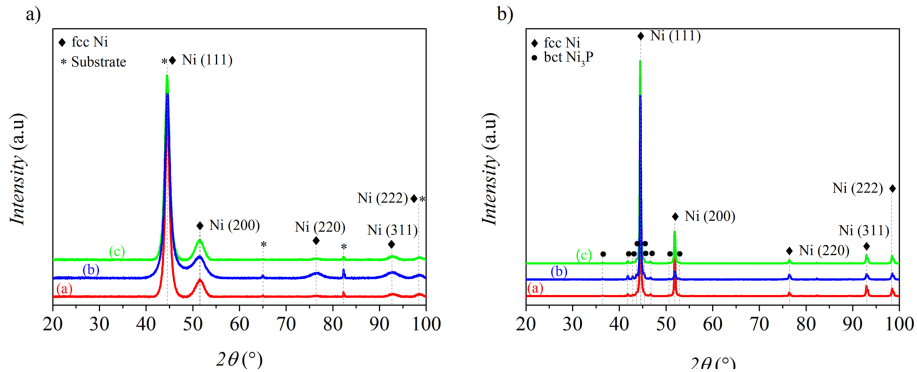 a)
◆ fcc Ni
* Substrate
* ◆ Ni (111)
Ni (222)
◆ *
◆ Ni (200)
Ni (220)
◆
Ni (311)
◆
*
*
(c)
(b)
(a)
Intensity (a.u)
20 30 40 50 60 70 80 90 100
2θ (°)
b)
◆ Ni (111)
◆ fcc Ni
● bct Ni₃P
Ni (222) ◆
◆ Ni (200)
Ni (311)
◆
◆ Ni (220)
(c)
(b)
(a)
Intensity (a.u)
20 30 40 50 60 70 80 90 100
2θ (°)